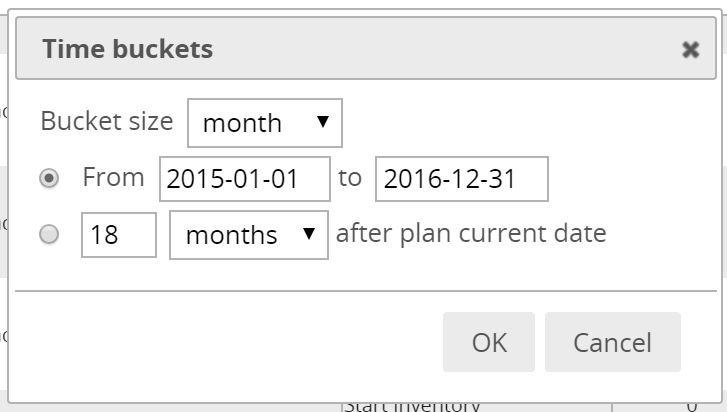 Time buckets
Bucket size month
From 2015-01-01 to 2016-12-31
18 months after plan current date
OK Cancel
Start inventory 0